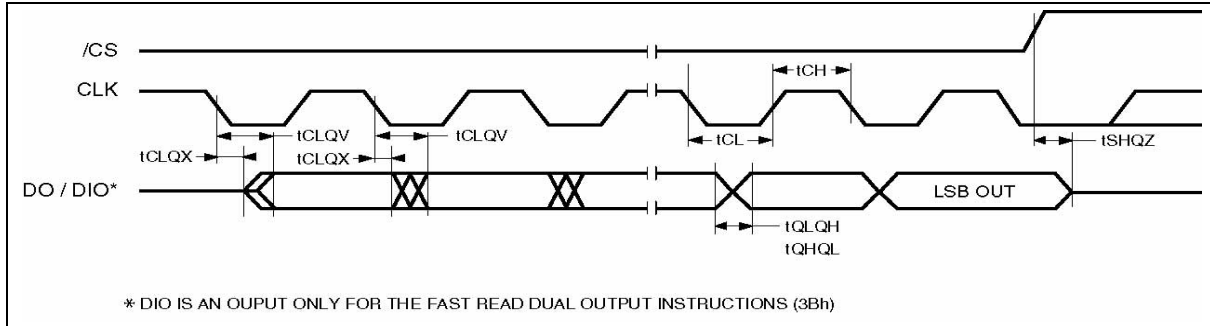 /CS
tCH
CLK
tCLQV
tCLQV
tCL
tSHQZ
tCLQX
tCLQX
DO / DIO*
LSB OUT
tQLQH
tQHQL
* DIO IS AN OUPUT ONLY FOR THE FAST READ DUAL OUTPUT INSTRUCTIONS (3Bh)